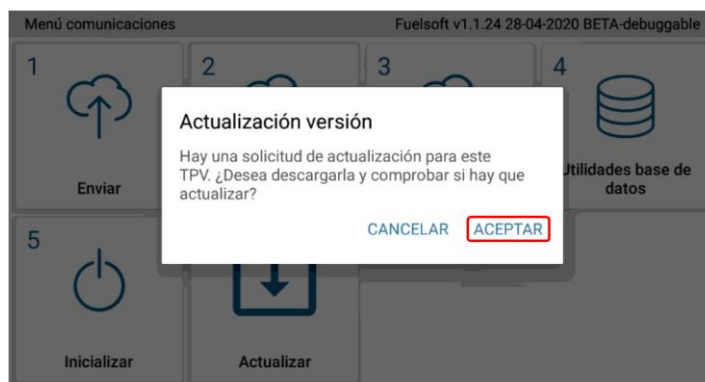 Menú comunicaciones
Fuelsoft v1.1.24 28-04-2020 BETA-debuggable
1
2
3
4
Actualización versión
Hay una solicitud de actualización para este
TPV. ¿Desea descargarla y comprobar si hay que
actualizar?
CANCELAR
ACEPTAR
Enviar
Utilidades base de
datos
5
Inicializar
Actualizar